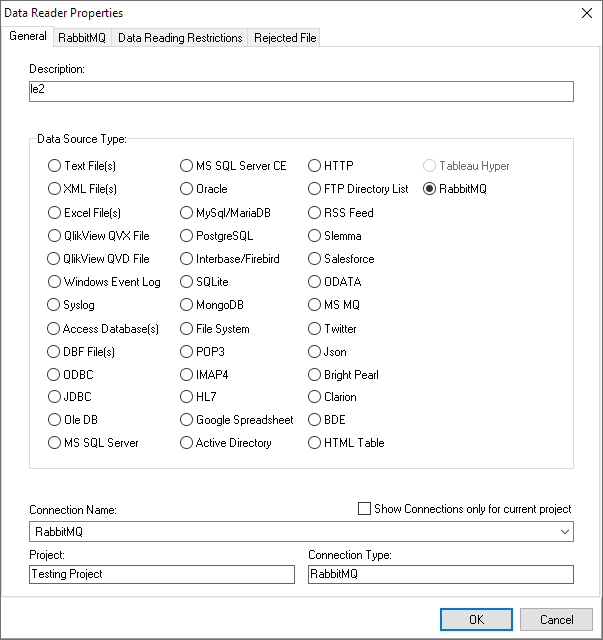 Data Reader Properties
General RabbitMQ Data Reading Restrictions Rejected File
Description:
le2
Data Source Type:
Text File(s) MS SQL Server CE HTTP Tableau Hyper
XML File(s) Oracle FTP Directory List RabbitMQ
Excel File(s) MySql/MariaDB RSS Feed
QlikView QVX File PostgreSQL Slemma
QlikView QVD File Interbase/Firebird Salesforce
Windows Event Log SQLite ODATA
Syslog MongoDB MS MQ
Access Database(s) File System Twitter
DBF File(s) POP3 Json
ODBC IMAP4 Bright Pearl
JDBC HL7 Clarion
Ole DB Google Spreadsheet BDE
MS SQL Server Active Directory HTML Table
Connection Name: Show Connections only for current project
RabbitMQ
Project: Connection Type:
Testing Project RabbitMQ
OK Cancel